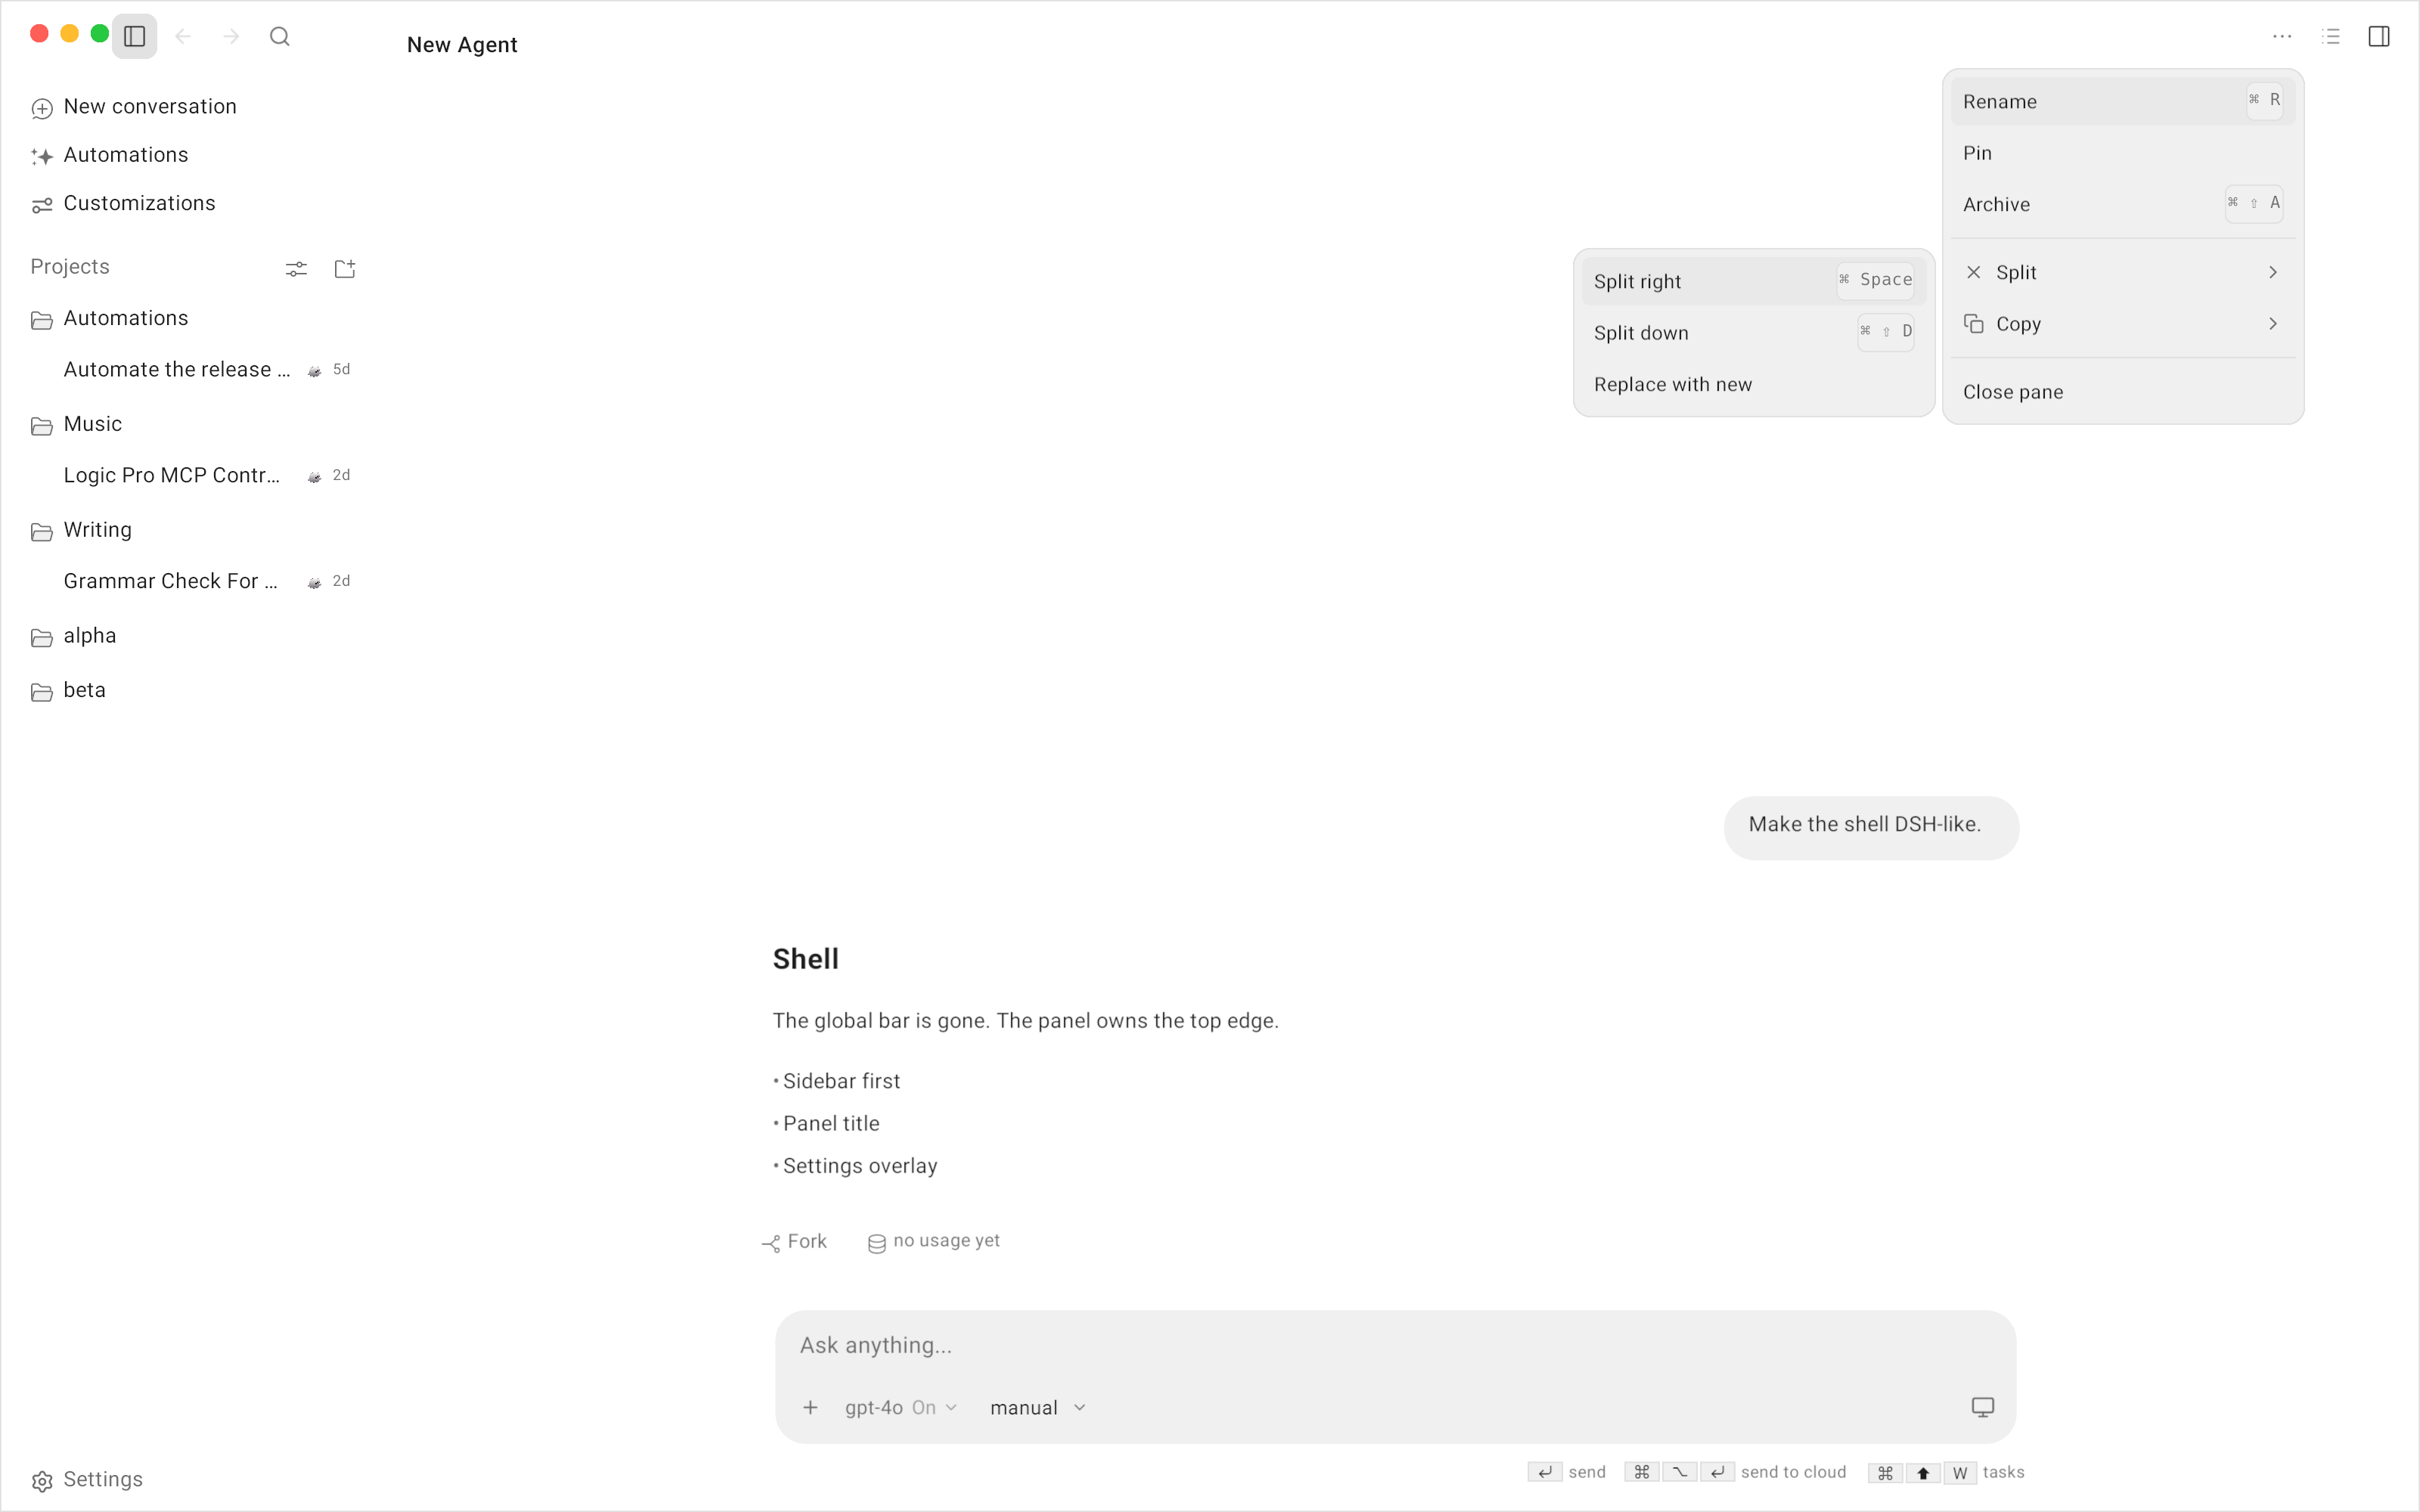 New Agent
New conversation
Automations
Customizations
Projects
Automations
Automate the release ... 5d
Music
Logic Pro MCP Contr... 2d
Writing
Grammar Check For ... 2d
alpha
beta
Settings
Rename ⌘ R
Pin
Archive ⌘ ⇧ A
Split
Copy
Close pane
Split right ⌘ Space
Split down ⌘ ⇧ D
Replace with new
Make the shell DSH-like.
Shell
The global bar is gone. The panel owns the top edge.
• Sidebar first
• Panel title
• Settings overlay
Fork no usage yet
Ask anything...
gpt-4o On manual
↵ send ⌘ ⌥ ↵ send to cloud ⌘ ⬆ W tasks